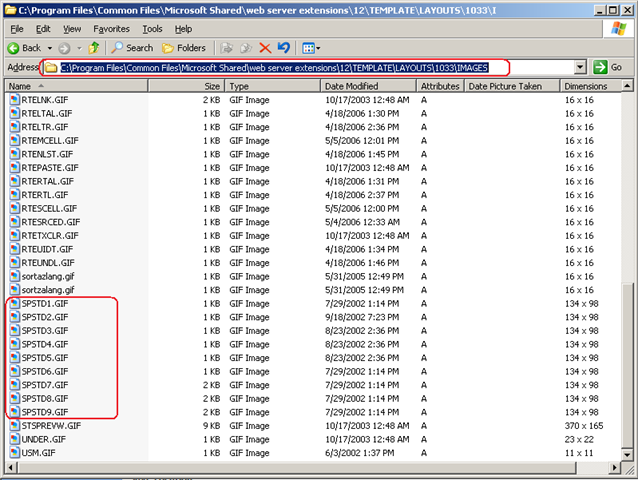 C:\Program Files\Common Files\Microsoft Shared\web server extensions\12\TEMPLATE\LAYOUTS\1033\I
File Edit View Favorites Tools Help
Back Search Folders
Address C:\Program Files\Common Files\Microsoft Shared\web server extensions\12\TEMPLATE\LAYOUTS\1033\IMAGES Go
Name Size Type Date Modified Attributes Date Picture Taken Dimensions
RTELNK.GIF 2 KB GIF Image 10/17/2003 12:48 AM A 16 x 16
RTELTAL.GIF 1 KB GIF Image 4/18/2006 1:30 PM A 16 x 16
RTELTR.GIF 1 KB GIF Image 4/18/2006 2:36 PM A 16 x 16
RTEMCELL.GIF 1 KB GIF Image 5/5/2006 12:01 PM A 16 x 16
RTENLST.GIF 1 KB GIF Image 4/18/2006 1:45 PM A 16 x 16
RTEPASTE.GIF 1 KB GIF Image 10/17/2003 12:48 AM A 16 x 16
RTERTAL.GIF 1 KB GIF Image 4/18/2006 1:31 PM A 16 x 16
RTERTL.GIF 1 KB GIF Image 4/18/2006 2:37 PM A 16 x 16
RTESCELL.GIF 1 KB GIF Image 5/5/2006 12:00 PM A 16 x 16
RTESRCED.GIF 1 KB GIF Image 5/4/2006 12:33 AM A 16 x 16
RTETXCLR.GIF 1 KB GIF Image 10/17/2003 12:48 AM A 16 x 16
RTEUIDT.GIF 1 KB GIF Image 4/18/2006 1:34 PM A 16 x 16
RTEUNDL.GIF 1 KB GIF Image 4/18/2006 1:46 PM A 16 x 16
sortazlang.gif 1 KB GIF Image 5/31/2005 12:49 PM A 16 x 16
sortzalang.gif 1 KB GIF Image 5/31/2005 12:49 PM A 16 x 16
SPSTD1.GIF 1 KB GIF Image 7/29/2002 1:14 PM A 134 x 98
SPSTD2.GIF 1 KB GIF Image 9/18/2002 7:23 PM A 134 x 98
SPSTD3.GIF 1 KB GIF Image 8/23/2002 2:36 PM A 134 x 98
SPSTD4.GIF 1 KB GIF Image 8/23/2002 2:36 PM A 134 x 98
SPSTD5.GIF 1 KB GIF Image 8/23/2002 2:36 PM A 134 x 98
SPSTD6.GIF 1 KB GIF Image 7/29/2002 1:14 PM A 134 x 98
SPSTD7.GIF 2 KB GIF Image 7/29/2002 1:14 PM A 134 x 98
SPSTD8.GIF 2 KB GIF Image 7/29/2002 1:14 PM A 134 x 98
SPSTD9.GIF 2 KB GIF Image 7/29/2002 1:14 PM A 134 x 98
STSPREVW.GIF 9 KB GIF Image 10/17/2003 12:48 AM A 370 x 165
UNDER.GIF 1 KB GIF Image 10/17/2003 12:48 AM A 23 x 22
USM.GIF 1 KB GIF Image 6/3/2002 1:37 PM A 11 x 11